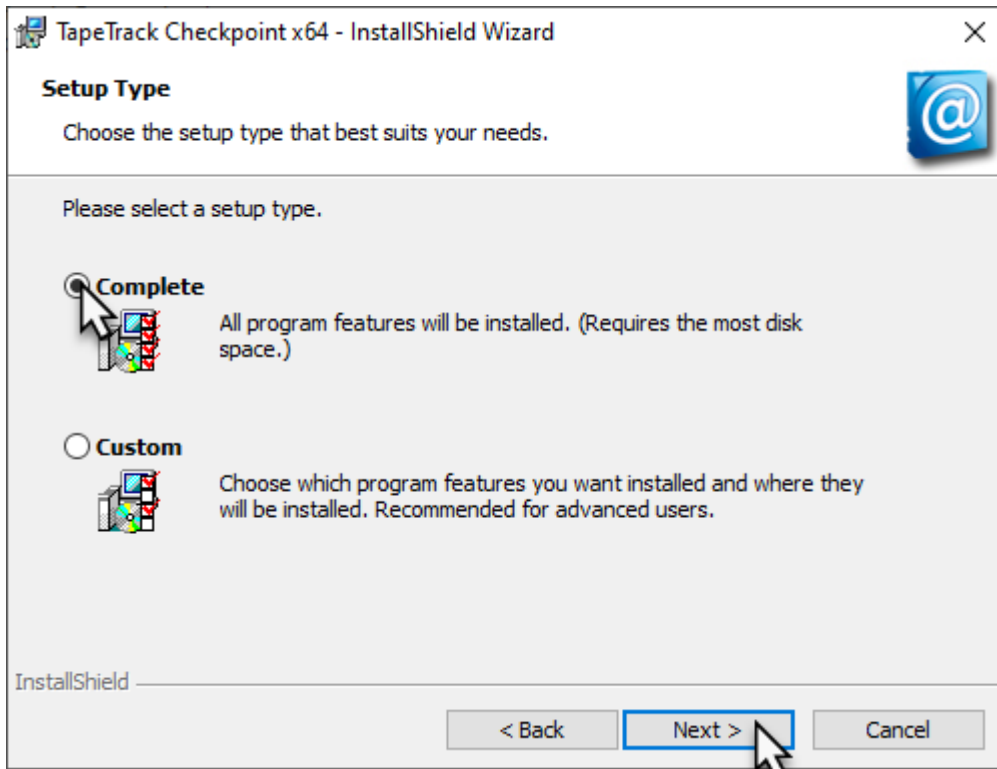 TapeTrack Checkpoint x64 - InstallShield Wizard
Setup Type
Choose the setup type that best suits your needs.
@
Please select a setup type.
Complete
All program features will be installed. (Requires the most disk
space.)
Custom
Choose which program features you want installed and where they
will be installed. Recommended for advanced users.
InstallShield
< Back
Next >
Cancel